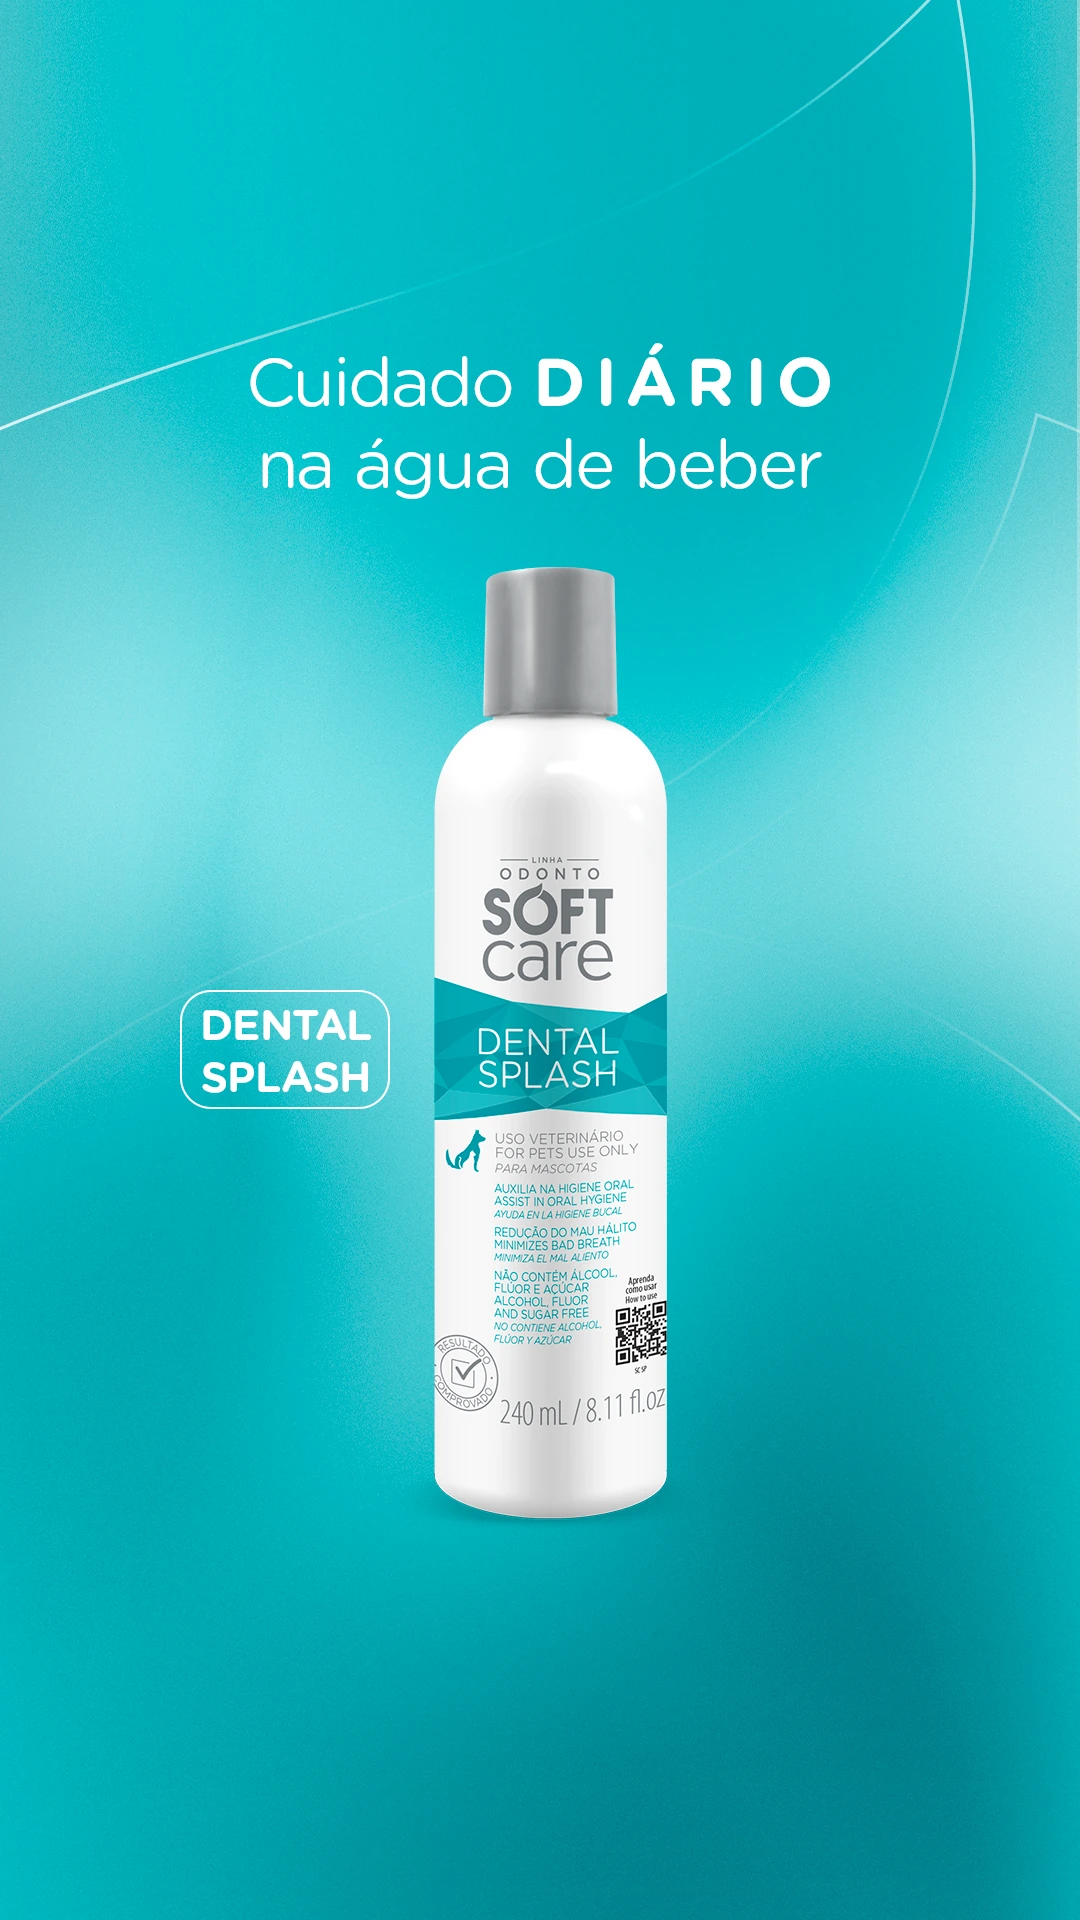 Cuidado DIÁRIO
na água de beber
LINHA
ODONTO
SOFT
care
DENTAL
SPLASH
DENTAL
SPLASH
USO VETERINÁRIO
FOR PETS USE ONLY
PARA MASCOTAS
AUXILIA NA HIGIENE ORAL
ASSIST IN ORAL HYGIENE
AYUDA EN LA HIGIENE BUCAL
REDUÇÃO DO MAU HÁLITO
MINIMIZES BAD BREATH
MINIMIZA EL MAL ALIENTO
NÃO CONTÉM ÁLCOOL,
FLÚOR E AÇÚCAR
ALCOHOL, FLUOR
AND SUGAR FREE
NO CONTIENE ALCOHOL,
FLÚOR Y AZÚCAR
Aprenda
como usar
How to use
SC SP
RESULTADO
COMPROVADO
240 mL / 8.11 fl.oz